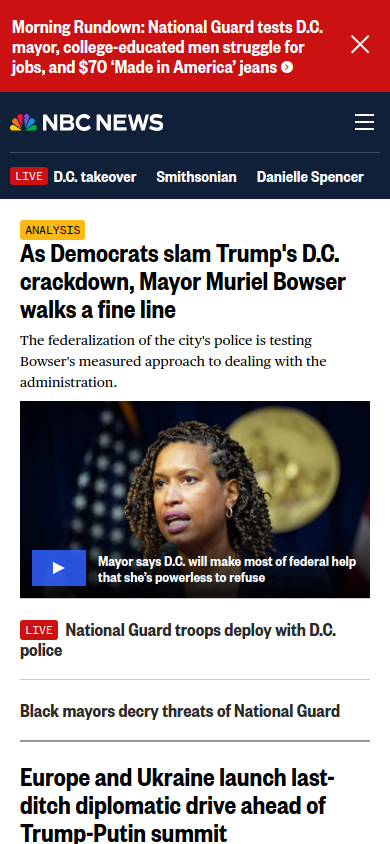 Morning Rundown: National Guard tests D.C.
mayor, college-educated men struggle for
jobs, and $70 ‘Made in America’ jeans
NBC NEWS
LIVE D.C. takeover Smithsonian Danielle Spencer
ANALYSIS
As Democrats slam Trump's D.C.
crackdown, Mayor Muriel Bowser
walks a fine line
The federalization of the city's police is testing
Bowser's measured approach to dealing with the
administration.
Mayor says D.C. will make most of federal help
that she's powerless to refuse
LIVE National Guard troops deploy with D.C.
police
Black mayors decry threats of National Guard
Europe and Ukraine launch last-
ditch diplomatic drive ahead of
Trump-Putin summit